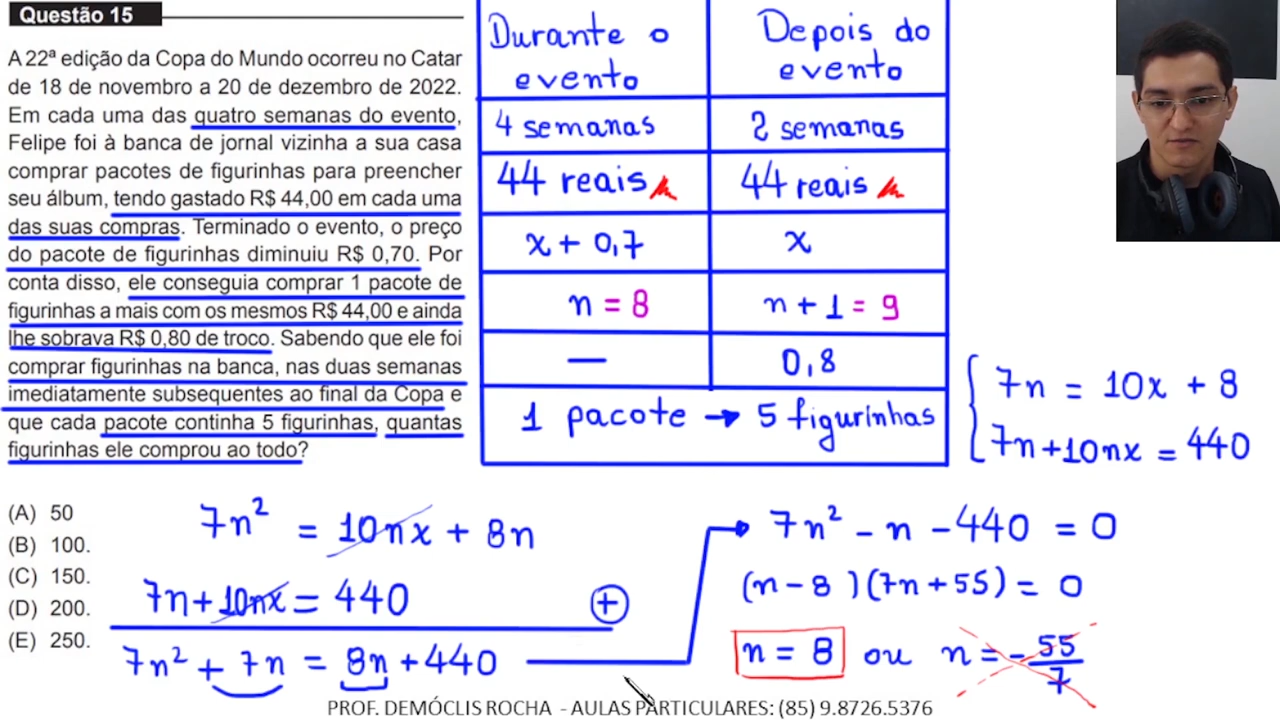 Questão 15
A 22ª edição da Copa do Mundo ocorreu no Catar
de 18 de novembro a 20 de dezembro de 2022.
Em cada uma das quatro semanas do evento,
Felipe foi à banca de jornal vizinha a sua casa
comprar pacotes de figurinhas para preencher
seu álbum, tendo gastado R$ 44,00 em cada uma
das suas compras. Terminado o evento, o preço
do pacote de figurinhas diminuiu R$ 0,70. Por
conta disso, ele conseguia comprar 1 pacote de
figurinhas a mais com os mesmos R$ 44,00 e ainda
lhe sobrava R$ 0,80 de troco. Sabendo que ele foi
comprar figurinhas na banca, nas duas semanas
imediatamente subsequentes ao final da Copa e
que cada pacote continha 5 figurinhas, quantas
figurinhas ele comprou ao todo?
(A) 50
(B) 100.
(C) 150.
(D) 200.
(E) 250.
Durante o evento
Depois do evento
4 semanas
2 semanas
44 reais
44 reais
x + 0,7
x
n = 8
n + 1 = 9
—
0,8
1 pacote → 5 figurinhas
7n = 10x + 8
7n+10nx = 440
7n² = 10nx + 8n
7n+10nx = 440
+
7n² + 7n = 8n + 440
7n² - n - 440 = 0
(n - 8)(7n + 55) = 0
n = 8 ou n = - 55/7
PROF. DEMÓCLIS ROCHA - AULAS PARTICULARES: (85) 9.8726.5376